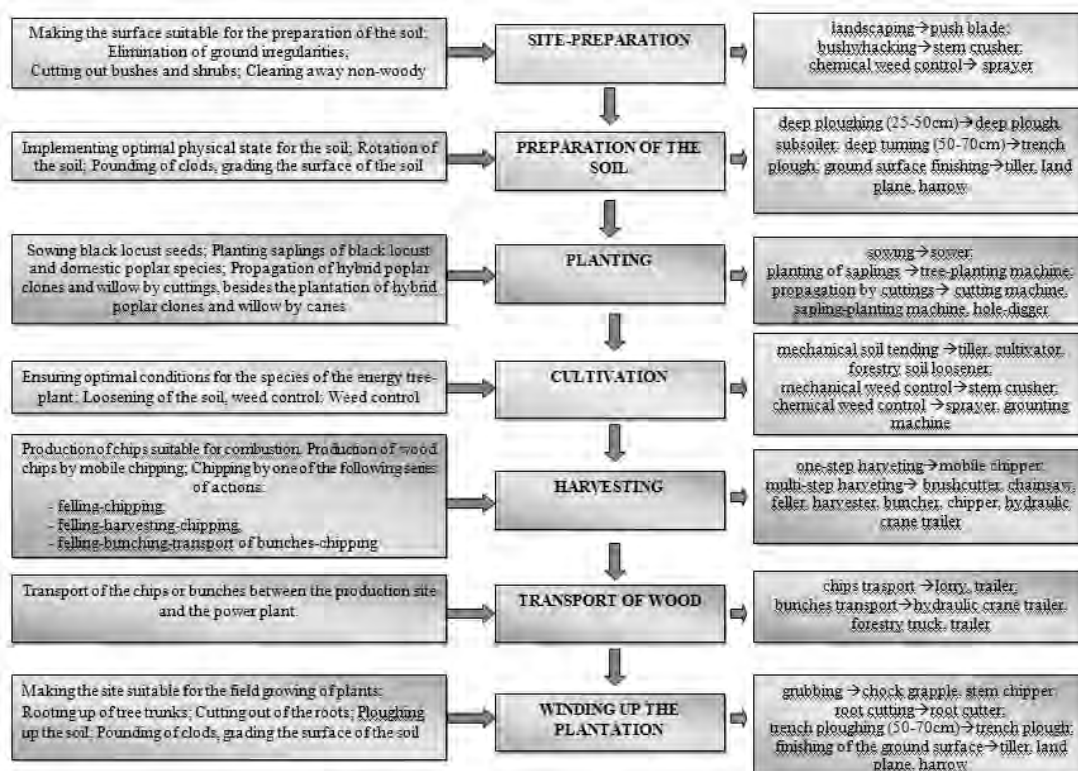 Making the surface suitable for the preparation of the soil;
Elimination of ground irregularities;
Cutting out bushes and shrubs; Clearing away non-woody
SITE-PREPARATION
landscaping→push blade;
bushwhacking→stem crusher;
chemical weed control→ sprayer
Implementing optimal physical state for the soil; Rotation of
the soil; Pounding of clods, grading the surface of the soil
PREPARATION OF THE
SOIL
deep ploughing (25-50cm)→deep plough,
subsoiler; deep turning (50-70cm)→trench
plough; ground surface finishing→tiller, land
plane, harrow
Sowing black locust seeds; Planting saplings of black locust
and domestic poplar species; Propagation of hybrid poplar
clones and willow by cuttings, besides the plantation of hybrid
poplar clones and willow by canes
PLANTING
sowing→sower;
planting of saplings →tree-planting machine;
propagation by cuttings→ cutting machine,
sapling-planting machine, hole-digger
Ensuring optimal conditions for the species of the energy tree-
plant; Loosening of the soil, weed control; Weed control
CULTIVATION
mechanical soil tending →tiller, cultivator,
forestry soil loosener;
mechanical weed control→stem crusher;
chemical weed control →sprayer, grounting
machine
Production of chips suitable for combustion. Production of wood
chips by mobile chipping; Chipping by one of the following series
of actions:
- felling-chipping;
- felling-harvesting-chipping;
- felling-bunching-transport of bunches-chipping
HARVESTING
one-step harveting→mobile chipper;
multi-step harveting→ brushcutter, chainsaw,
feller, harvester, buncher, chipper, hydraulic
crane trailer
Transport of the chips or bunches between the production site
and the power plant.
TRANSPORT OF WOOD
chips trasport →lorry, trailer;
bunches transport→hydraulic crane trailer,
forestry truck, trailer
Making the site suitable for the field growing of plants;
Rooting up of tree trunks; Cutting out of the roots; Ploughing
up the soil; Pounding of clods, grading the surface of the soil
WINDING UP THE
PLANTATION
grubbing →chock grapple, stem chipper;
root cutting→root cutter;
trench ploughing (50-70cm)→trench plough;
finishing of the ground surface→tiller, land
plane, harrow